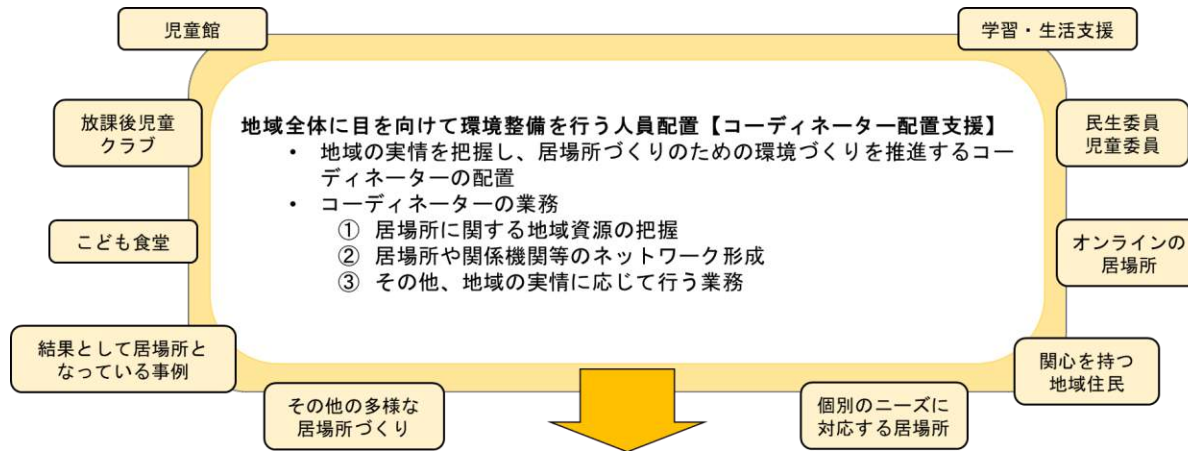 児童館
学習・生活支援
放課後児童
クラブ
民生委員
児童委員
地域全体に目を向けて環境整備を行う人員配置【コーディネーター配置支援】
• 地域の実情を把握し、居場所づくりのための環境づくりを推進するコー
ディネーターの配置
• コーディネーターの業務
① 居場所に関する地域資源の把握
② 居場所や関係機関等のネットワーク形成
③ その他、地域の実情に応じて行う業務
こども食堂
オンラインの
居場所
結果として居場所と
なっている事例
関心を持つ
地域住民
その他の多様な
居場所づくり
個別のニーズに
対応する居場所